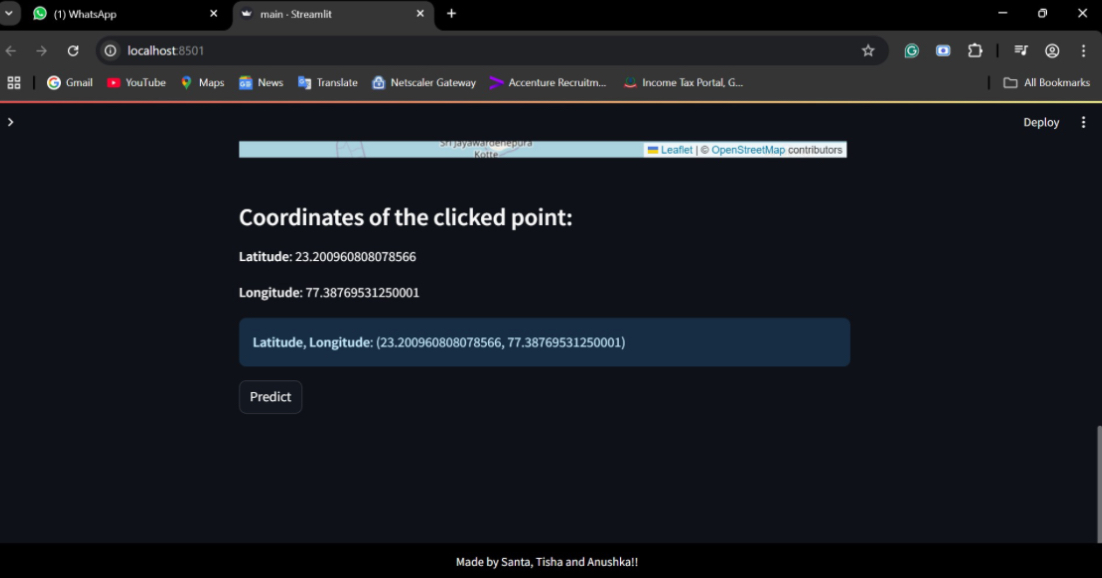 (1) WhatsApp
main - Streamlit
localhost:8501
Gmail
YouTube
Maps
News
Translate
Netscaler Gateway
Accenture Recruitm...
Income Tax Portal, G...
All Bookmarks
Deploy
Sri Jayawardenepura
Kotte
Leaflet | © OpenStreetMap contributors
Coordinates of the clicked point:
Latitude: 23.200960808078566
Longitude: 77.38769531250001
Latitude, Longitude: (23.200960808078566, 77.38769531250001)
Predict
Made by Santa, Tisha and Anushka!!